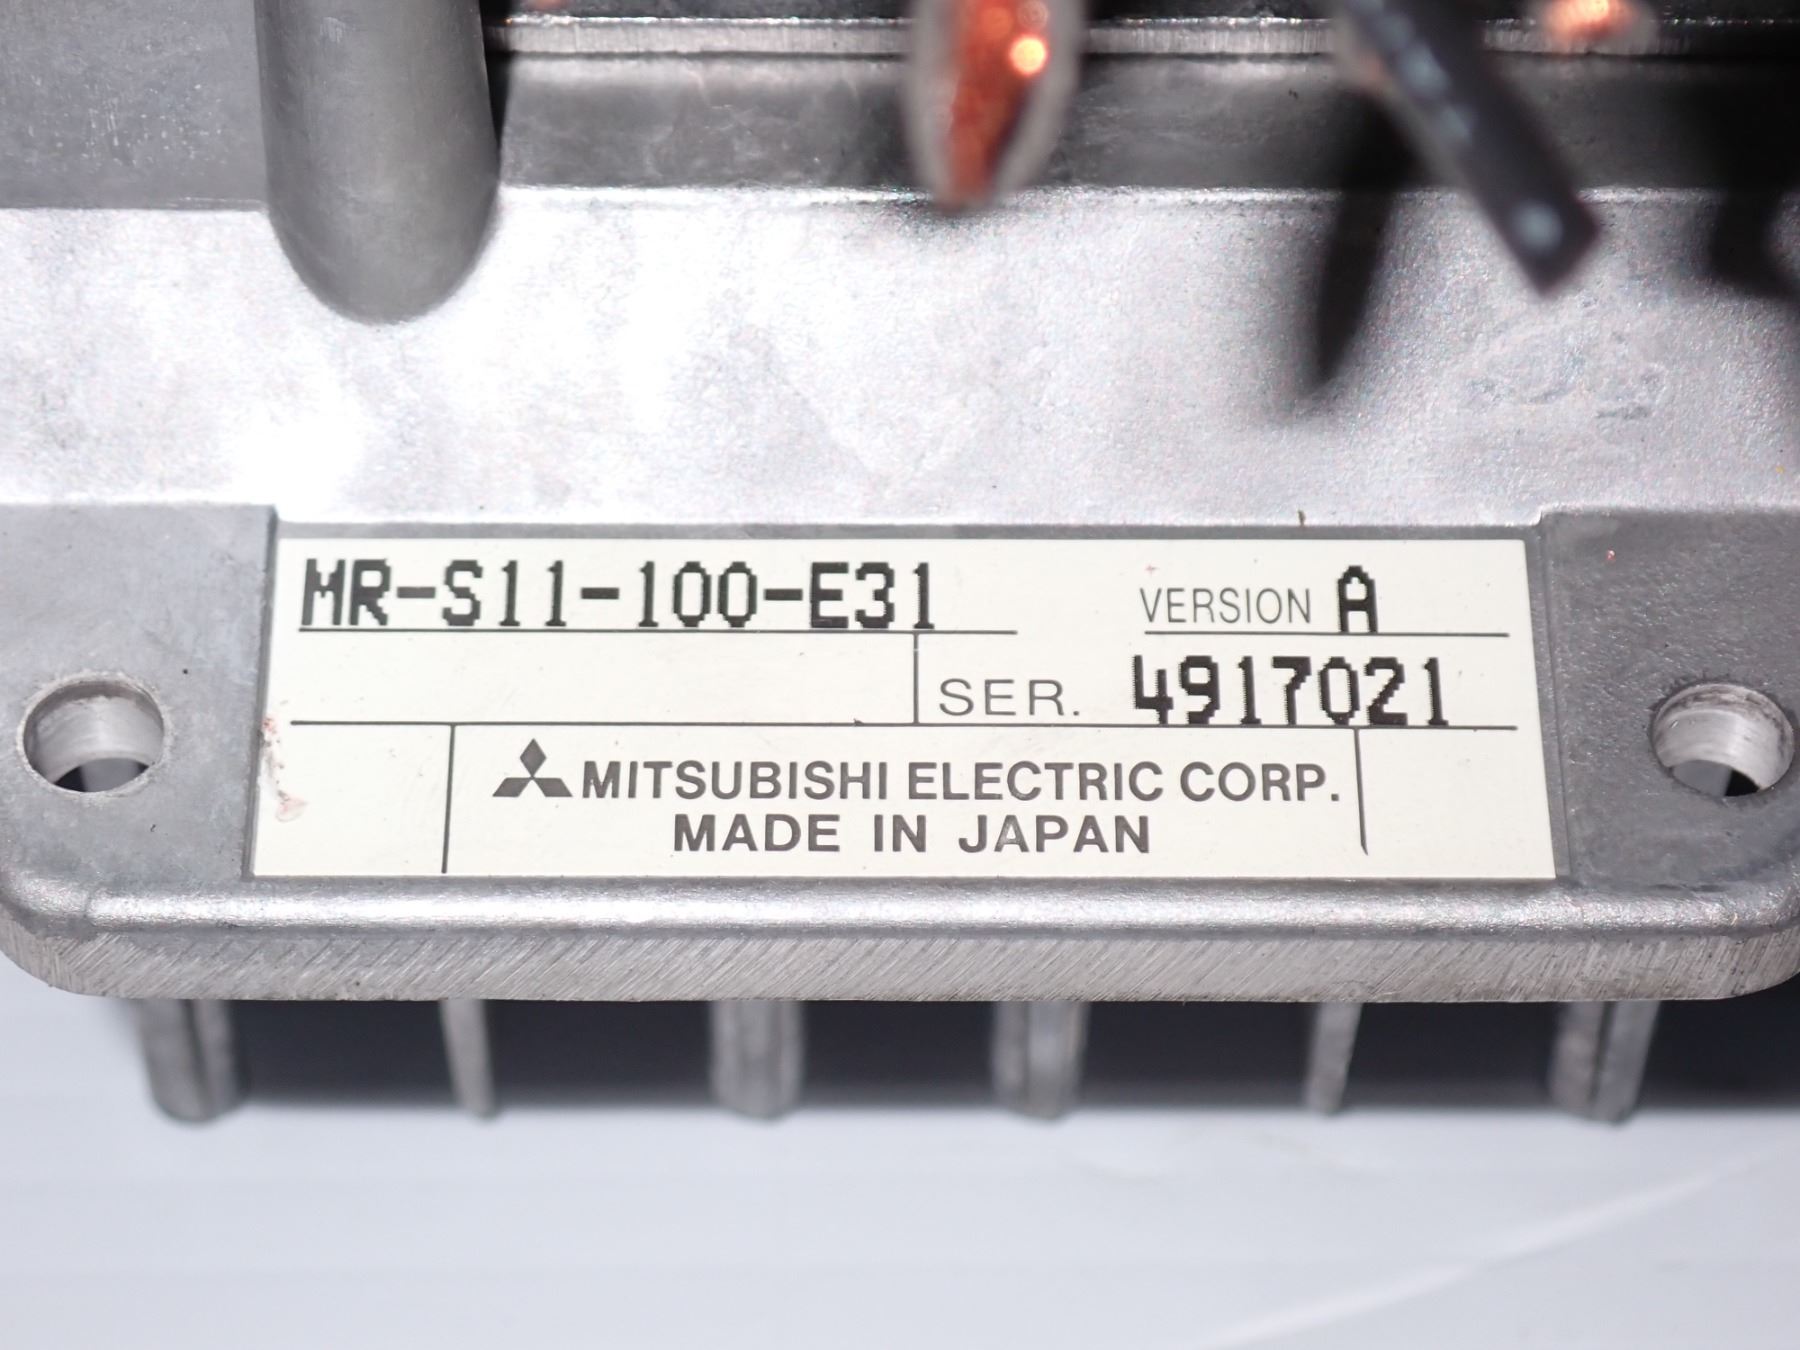 MR-S11-100-E31 VERSION A
SER. 4917021
MITSUBISHI ELECTRIC CORP.
MADE IN JAPAN